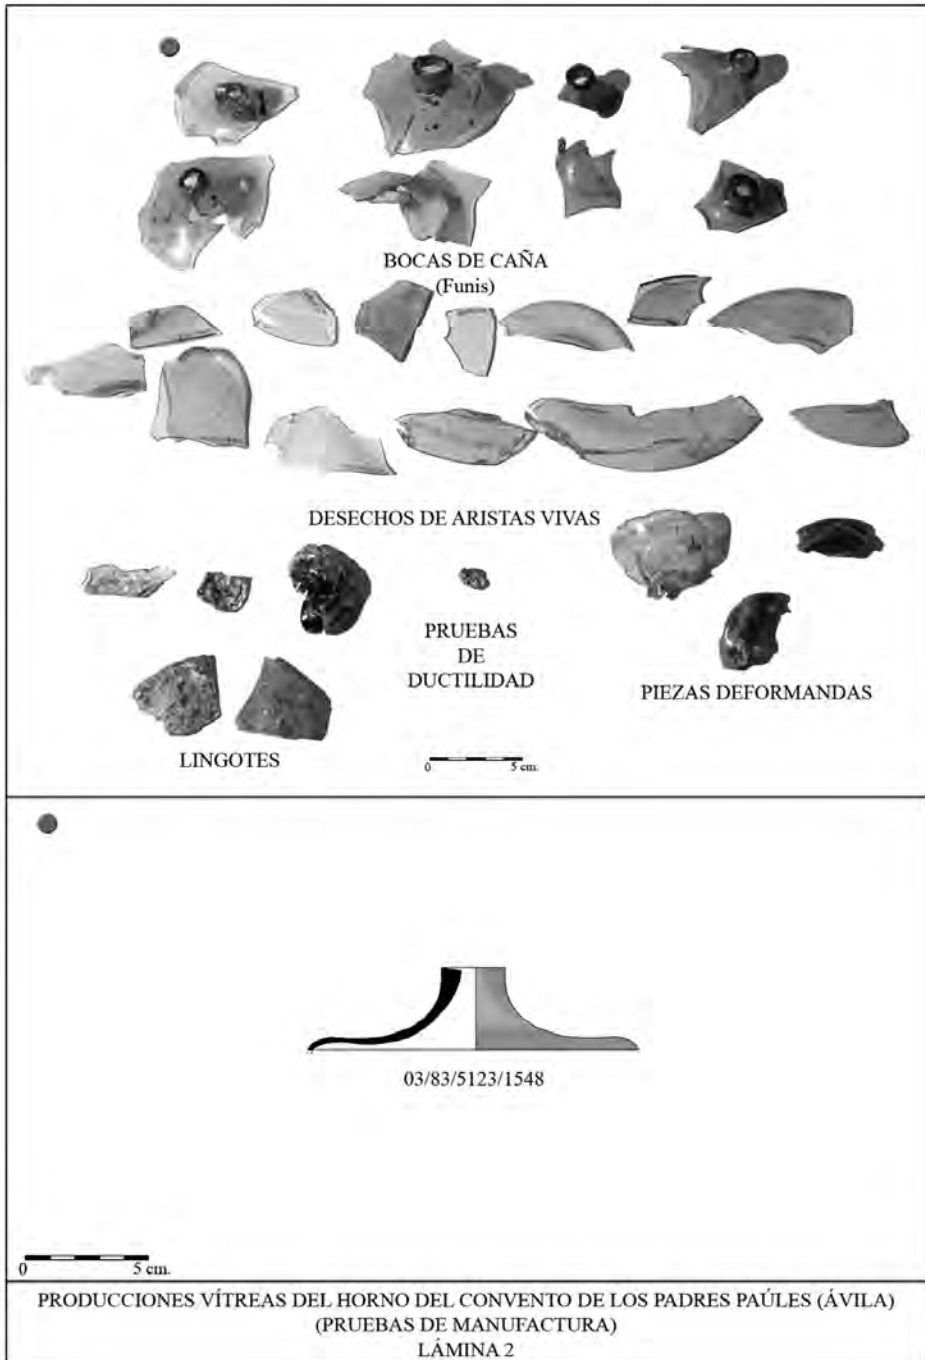 BOCAS DE CAÑA
(Funis)
DESECHOS DE ARISTAS VIVAS
PRUEBAS
DE
DUCTILIDAD
PIEZAS DEFORMANDAS
LINGOTES
0 5 cm.
03/83/5123/1548
0 5 cm.
PRODUCCIONES VÍTREAS DEL HORNO DEL CONVENTO DE LOS PADRES PAÚLES (ÁVILA)
(PRUEBAS DE MANUFACTURA)
LÁMINA 2